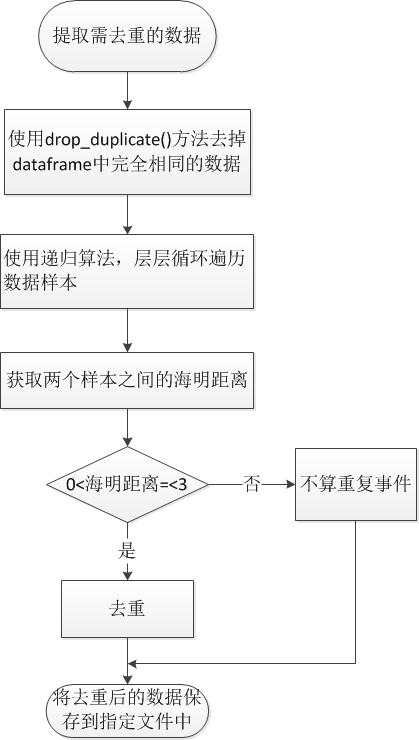 提取需去重的数据
使用drop_duplicate()方法去掉
dataframe中完全相同的数据
使用递归算法，层层循环遍历
数据样本
获取两个样本之间的海明距离
0<海明距离=<3
否
不算重复事件
是
去重
将去重后的数据保
存到指定文件中